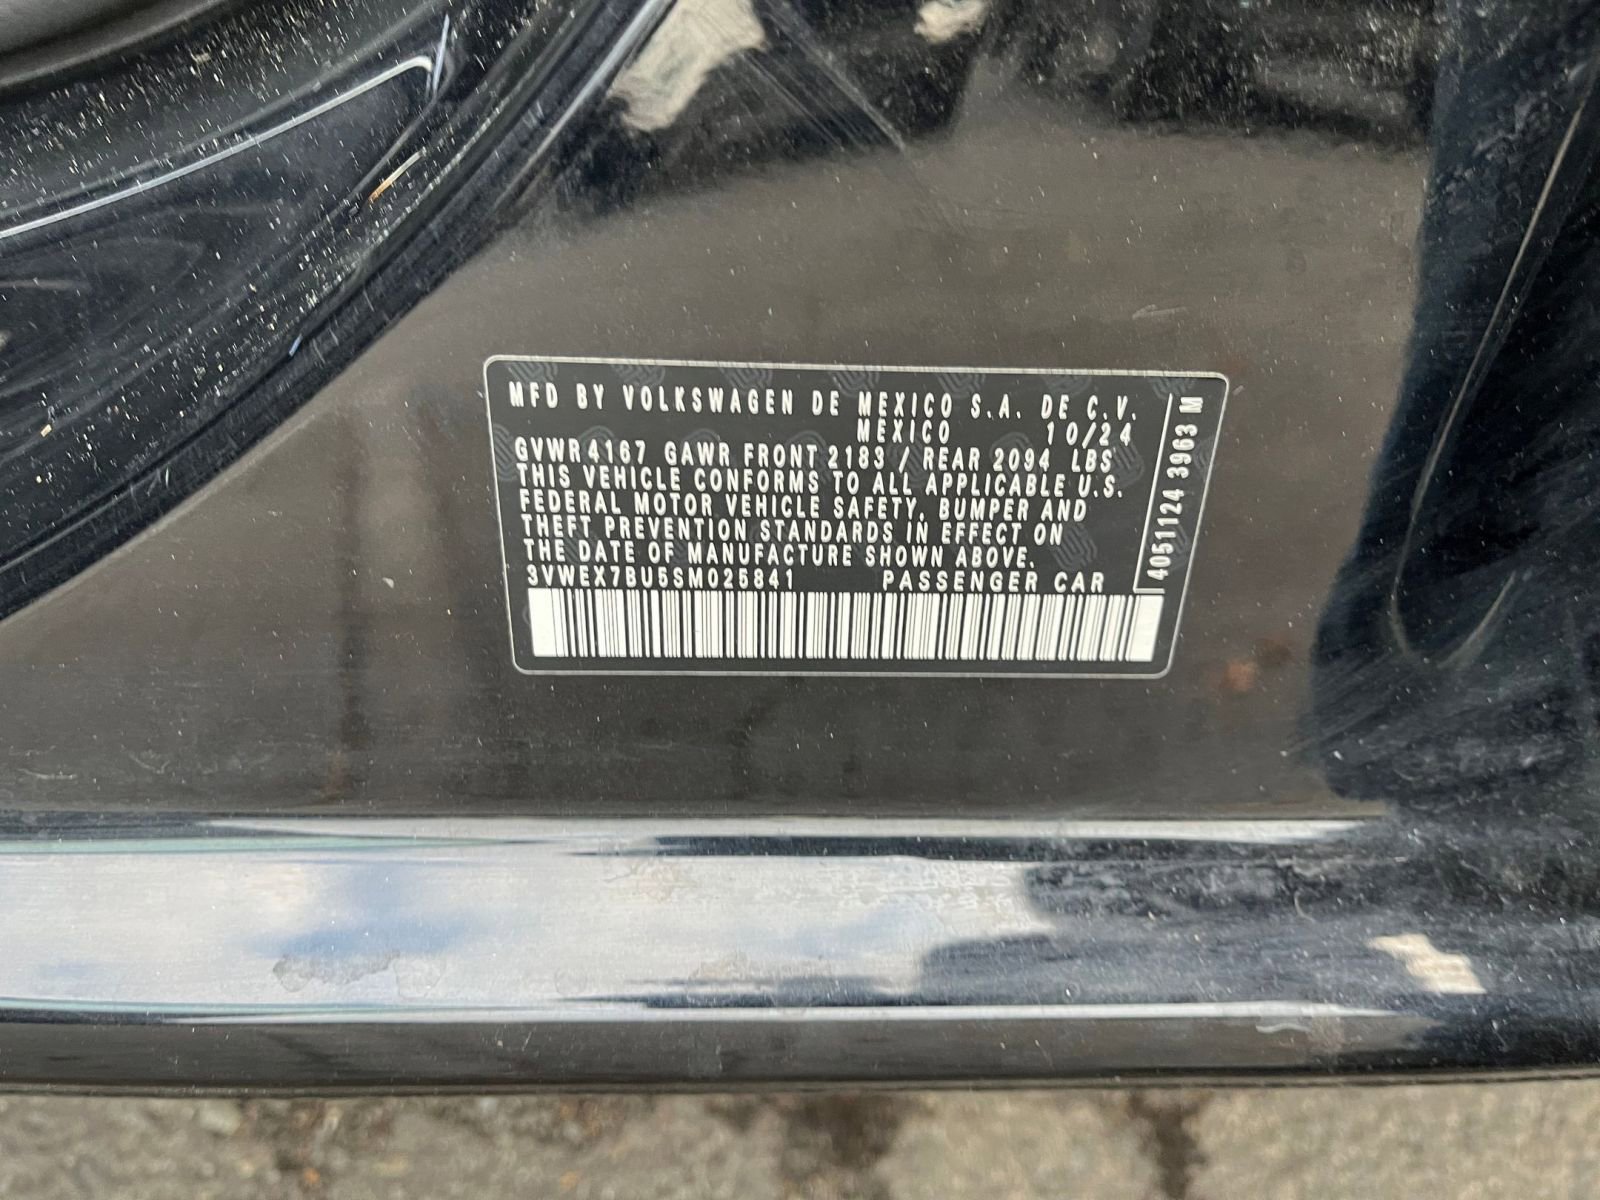 MFD BY VOLKSWAGEN DE MEXICO S.A. DE C.V.
MEXICO 10/24
GVWR 4167 GAWR FRONT 2183 / REAR 2094 LBS
THIS VEHICLE CONFORMS TO ALL APPLICABLE U.S.
FEDERAL MOTOR VEHICLE SAFETY, BUMPER AND
THEFT PREVENTION STANDARDS IN EFFECT ON
THE DATE OF MANUFACTURE SHOWN ABOVE.
3VWEX7BU5SM025841 PASSENGER CAR
4051124 3963 M